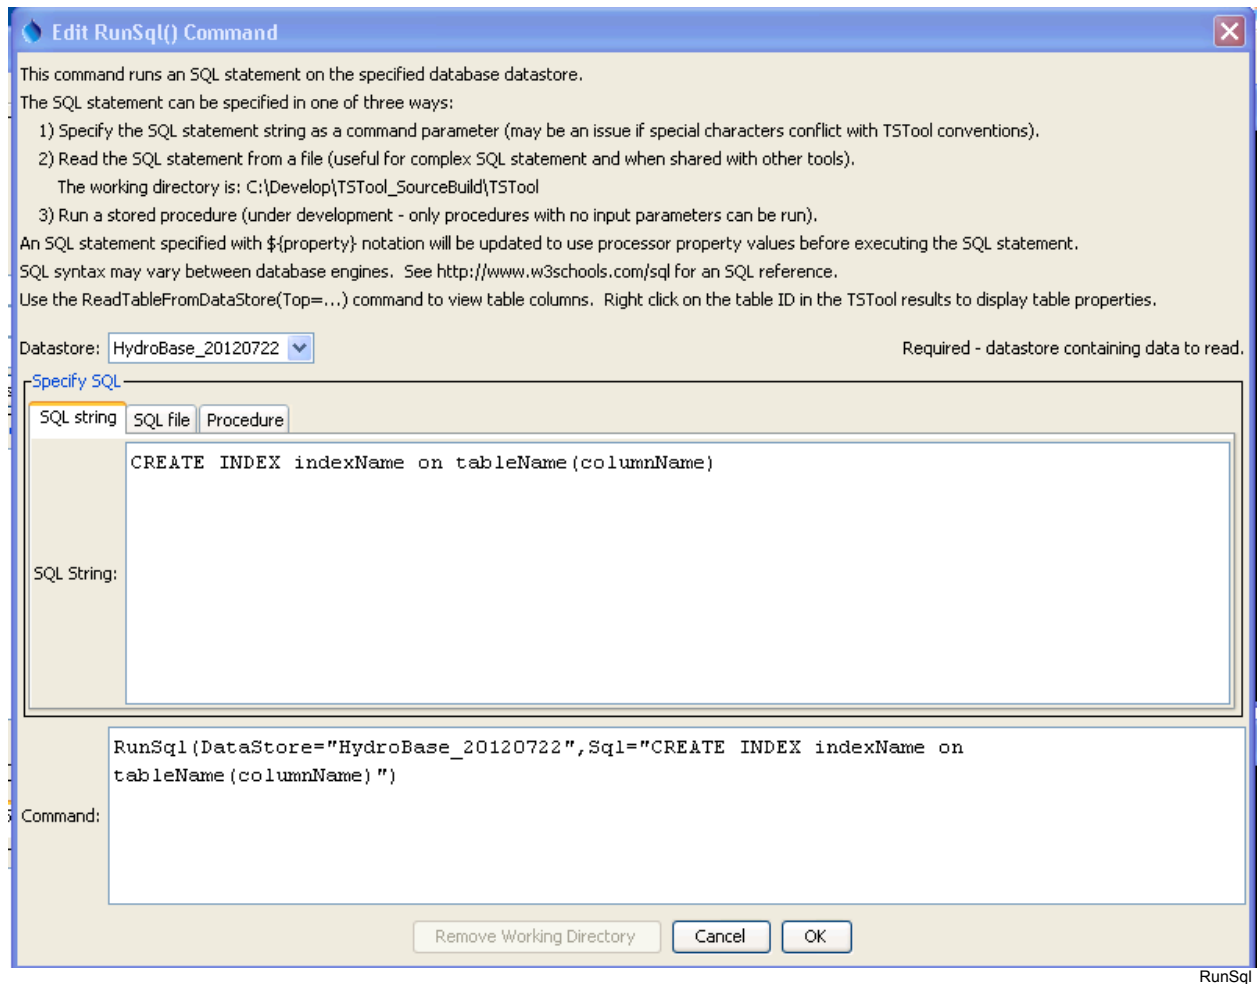 Edit RunSql() Command
This command runs an SQL statement on the specified database datastore.
The SQL statement can be specified in one of three ways:
1) Specify the SQL statement string as a command parameter (may be an issue if special characters conflict with TSTool conventions).
2) Read the SQL statement from a file (useful for complex SQL statement and when shared with other tools).
The working directory is: C:\Develop\TSTool_SourceBuild\TSTool
3) Run a stored procedure (under development - only procedures with no input parameters can be run).
An SQL statement specified with ${property} notation will be updated to use processor property values before executing the SQL statement.
SQL syntax may vary between database engines.  See http://www.w3schools.com/sql for an SQL reference.
Use the ReadTableFromDataStore(Top=...) command to view table columns.  Right click on the table ID in the TSTool results to display table properties.
Datastore: HydroBase_20120722 Required - datastore containing data to read.
Specify SQL
SQL string SQL file Procedure
CREATE INDEX indexName on tableName(columnName)
SQL String:
RunSql(DataStore="HydroBase_20120722",Sql="CREATE INDEX indexName on
tableName(columnName)")
Command:
Remove Working Directory Cancel OK
RunSql